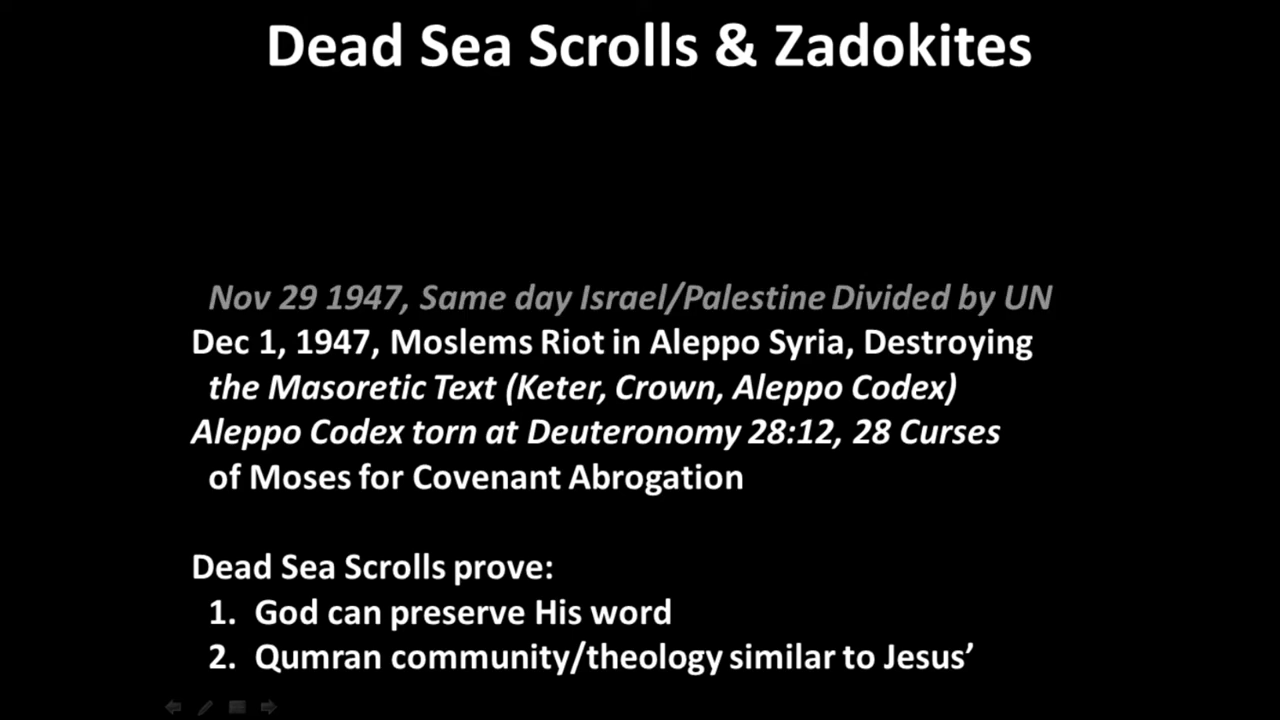 Dead Sea Scrolls & Zadokites
Nov 29 1947, Same day Israel/Palestine Divided by UN
Dec 1, 1947, Moslems Riot in Aleppo Syria, Destroying
the Masoretic Text (Keter, Crown, Aleppo Codex)
Aleppo Codex torn at Deuteronomy 28:12, 28 Curses
of Moses for Covenant Abrogation
Dead Sea Scrolls prove:
1. God can preserve His word
2. Qumran community/theology similar to Jesus’